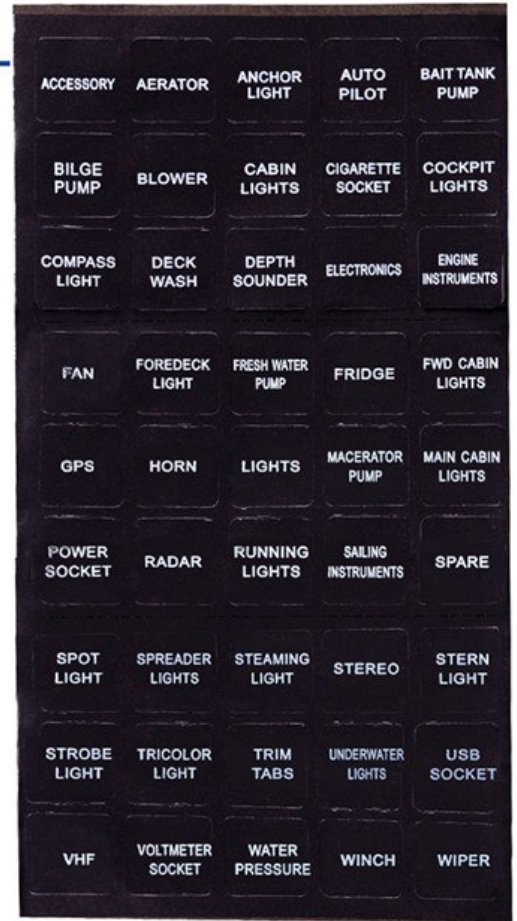 ACCESSORY
AERATOR
ANCHOR
LIGHT
AUTO
PILOT
BAIT TANK
PUMP
BILGE
PUMP
BLOWER
CABIN
LIGHTS
CIGARETTE
SOCKET
COCKPIT
LIGHTS
COMPASS
LIGHT
DECK
WASH
DEPTH
SOUNDER
ELECTRONICS
ENGINE
INSTRUMENTS
FAN
FOREDECK
LIGHT
FRESH WATER
PUMP
FRIDGE
FWD CABIN
LIGHTS
GPS
HORN
LIGHTS
MACERATOR
PUMP
MAIN CABIN
LIGHTS
POWER
SOCKET
RADAR
RUNNING
LIGHTS
SAILING
INSTRUMENTS
SPARE
SPOT
LIGHT
SPREADER
LIGHTS
STEAMING
LIGHT
STEREO
STERN
LIGHT
STROBE
LIGHT
TRICOLOR
LIGHT
TRIM
TABS
UNDERWATER
LIGHTS
USB
SOCKET
VHF
VOLTMETER
SOCKET
WATER
PRESSURE
WINCH
WIPER